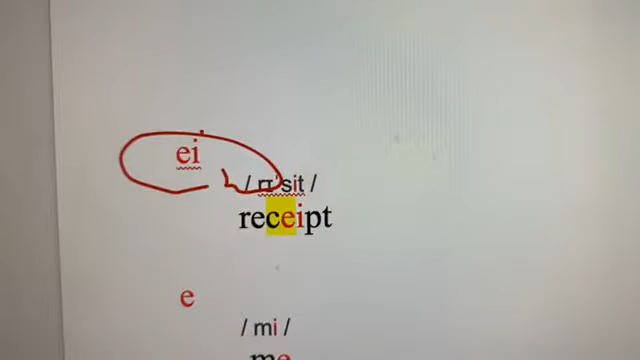 ei
/ rɪˈsit /
receipt
e
/ mi /
me